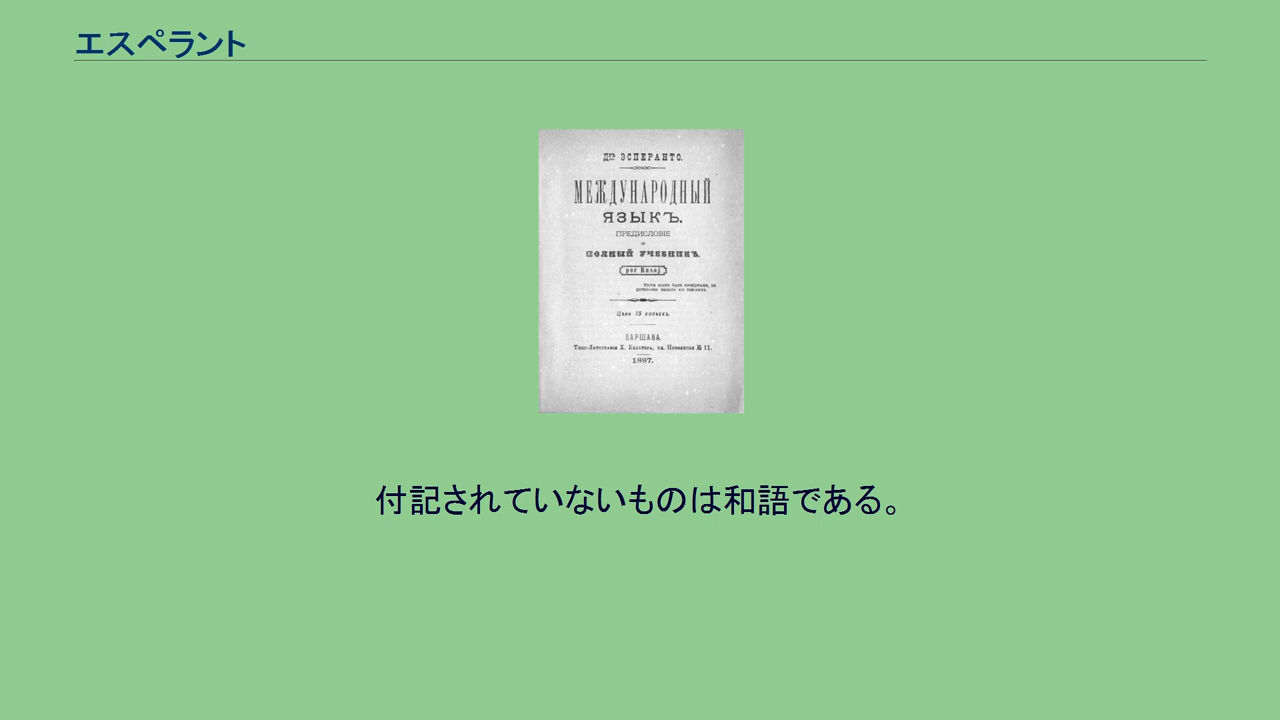 エスペラント
Дръ ЭСПЕРАНТО.
МЕЖДУНАРОДНЫЙ
ЯЗЫКЪ.
ПРЕДИСЛОВІЕ
ПОЛНЫЙ УЧЕБНИКЪ.
por Rusoj
Цѣна 15 копѣекъ
ВАРШАВА.
Типо-Литографія Х. Кельтера, ул. Новолипье № 11.
1887.
付記されていないものは和語である。